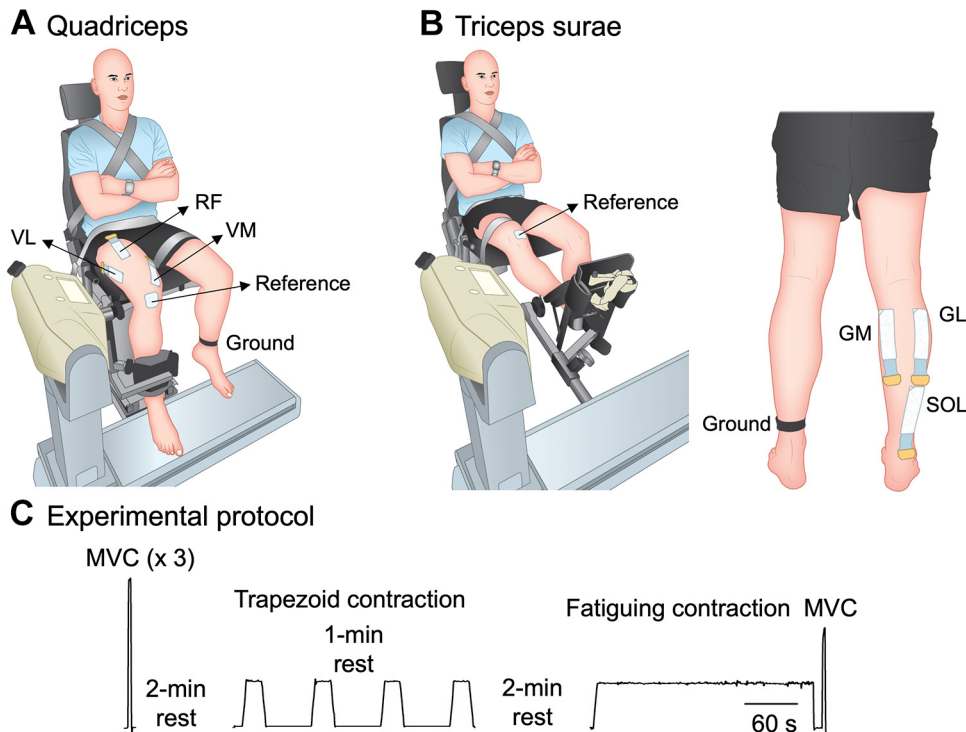 A Quadriceps
RF
VL
VM
Reference
Ground
B Triceps surae
Reference
GM
GL
SOL
Ground
C Experimental protocol
MVC (x 3)
2-min
rest
Trapezoid contraction
1-min
rest
2-min
rest
Fatiguing contraction MVC
60 s